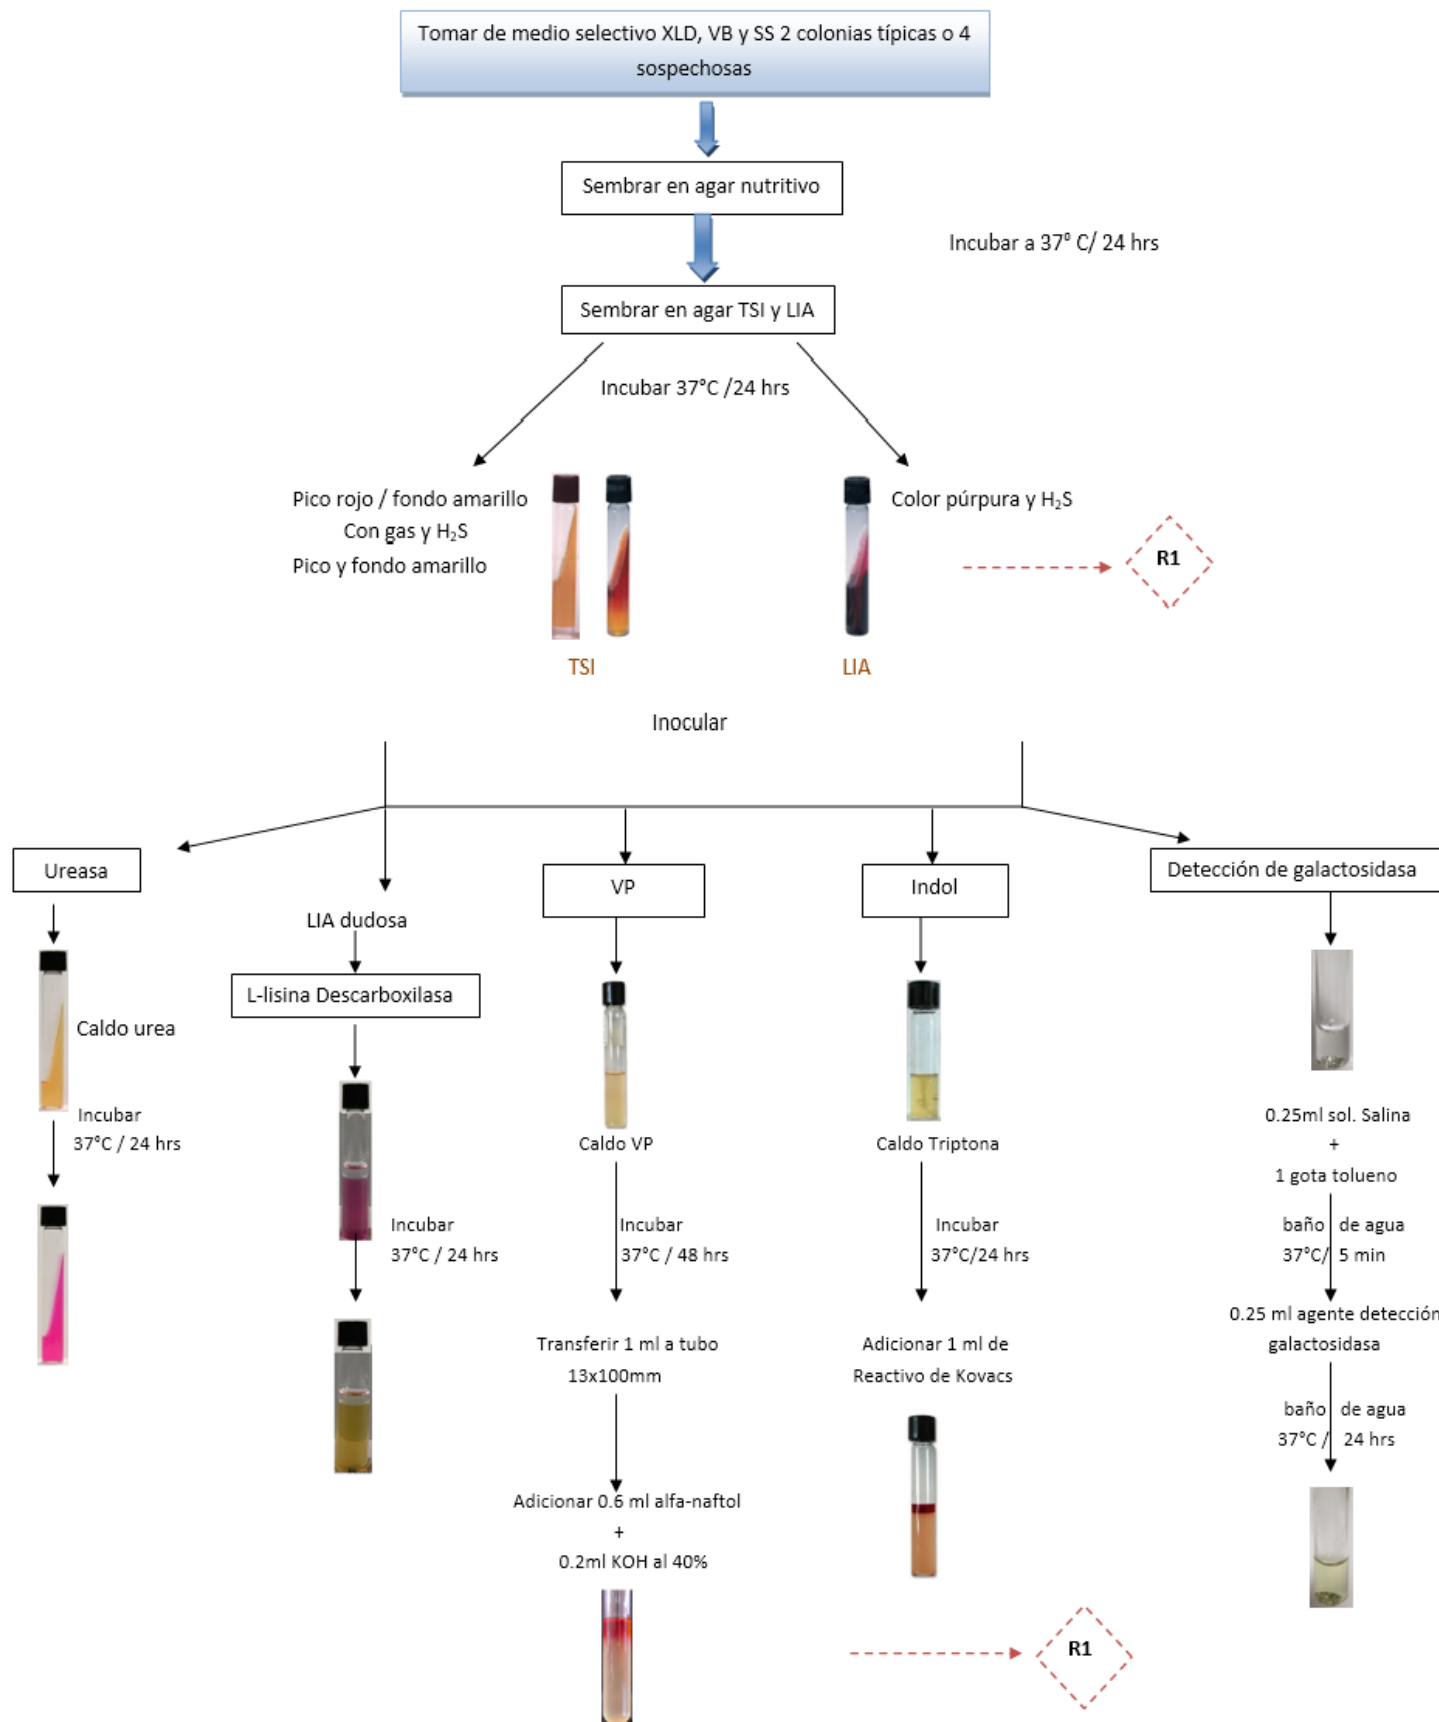 Tomar de medio selectivo XLD, VB y SS 2 colonias típicas o 4
sospechosas
Sembrar en agar nutritivo
Incubar a 37° C/ 24 hrs
Sembrar en agar TSI y LIA
Incubar 37°C /24 hrs
Pico rojo / fondo amarillo
Con gas y H₂S
Pico y fondo amarillo
Color púrpura y H₂S
R1
TSI
LIA
Inocular
Ureasa
VP
Indol
Detección de galactosidasa
LIA dudosa
L-lisina Descarboxilasa
Caldo urea
Incubar
37°C / 24 hrs
Incubar
37°C / 24 hrs
Caldo VP
Incubar
37°C / 48 hrs
Transferir 1 ml a tubo
13x100mm
Adicionar 0.6 ml alfa-naftol
+
0.2ml KOH al 40%
Caldo Triptona
Incubar
37°C/24 hrs
Adicionar 1 ml de
Reactivo de Kovacs
0.25ml sol. Salina
+
1 gota tolueno
baño de agua
37°C/ 5 min
0.25 ml agente detección
galactosidasa
baño de agua
37°C / 24 hrs
R1